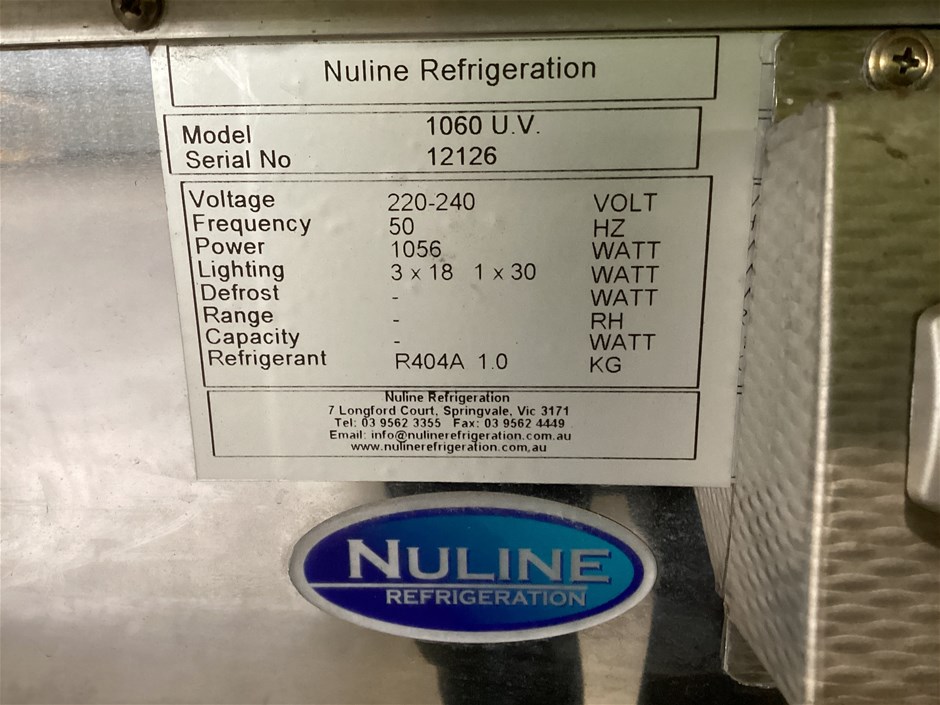 Nuline Refrigeration
Model 1060 U.V.
Serial No 12126
Voltage 220-240 VOLT
Frequency 50 HZ
Power 1056 WATT
Lighting 3 x 18 1 x 30 WATT
Defrost - WATT
Range - RH
Capacity - WATT
Refrigerant R404A 1.0 KG
Nuline Refrigeration
7 Longford Court, Springvale, Vic 3171
Tel: 03 9562 3355 Fax: 03 9562 4449
Email: info@nulinerefrigeration.com.au
www.nulinerefrigeration.com.au
NULINE
REFRIGERATION